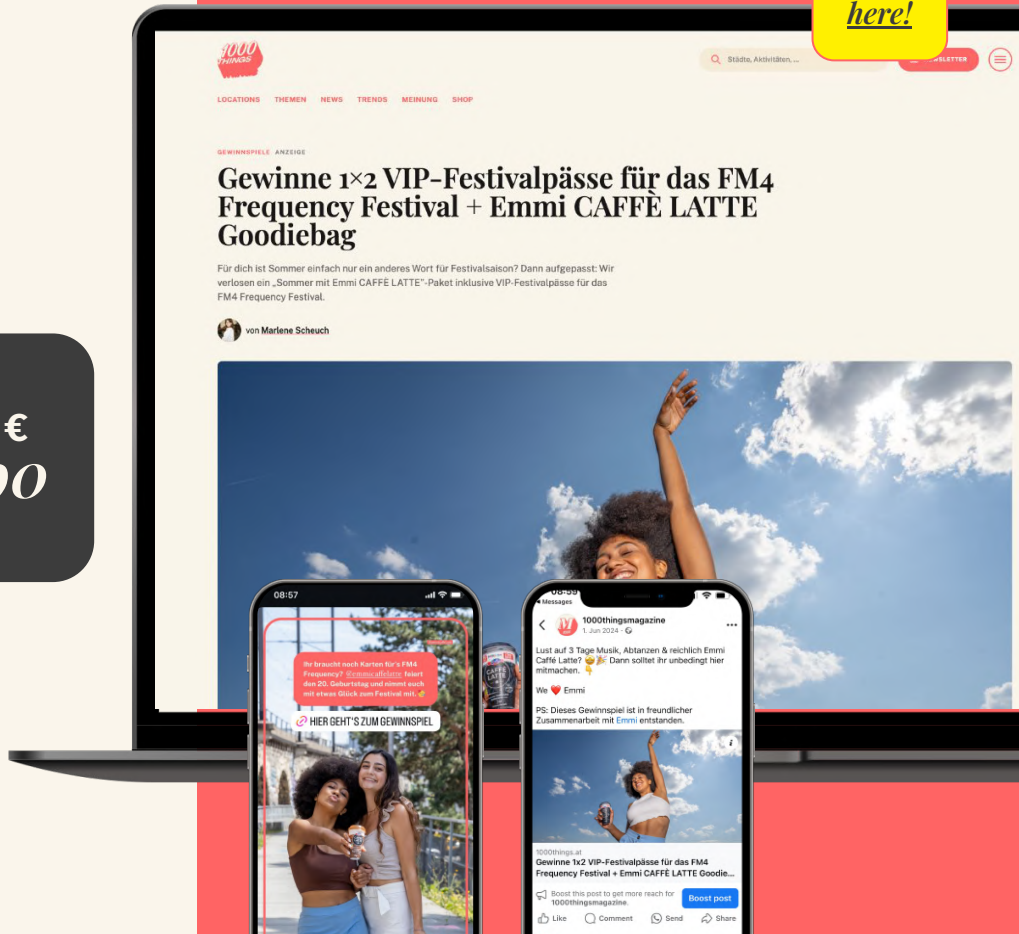 here!
1000
THINGS
Städte, Aktivitäten, ...
LOCATIONS THEMEN NEWS TRENDS MEINUNG SHOP
GEWINNSPIELE ANZEIGE
Gewinne 1×2 VIP-Festivalpässe für das FM4
Frequency Festival + Emmi CAFFÈ LATTE
Goodiebag
Für dich ist Sommer einfach nur ein anderes Wort für Festivalsaison? Dann aufgepasst: Wir
verlosen ein „Sommer mit Emmi CAFFÈ LATTE"-Paket inklusive VIP-Festivalpässe für das
FM4 Frequency Festival.
von Marlene Scheuch
€
08:57
Ihr braucht noch Karten für's FM4
Frequency? @emmicaffelatte feiert
den 20. Geburtstag und nimmt euch
mit etwas Glück zum Festival mit.🥳
HIER GEHT'S ZUM GEWINNSPIEL
CAFFÈ
LATTE
08:59
Messages
1000thingsmagazine
1. Jun 2024 ·
Lust auf 3 Tage Musik, Abtanzen & reichlich Emmi
Caffé Latte? 🤩🎉 Dann solltet ihr unbedingt hier
mitmachen. 👇
We ❤️ Emmi
PS: Dieses Gewinnspiel ist in freundlicher
Zusammenarbeit mit Emmi entstanden.
1000things.at
Gewinne 1x2 VIP-Festivalpässe für das FM4
Frequency Festival + Emmi CAFFÈ LATTE Goodie...
Boost this post to get more reach for
1000thingsmagazine.
Boost post
Like Comment Send Share